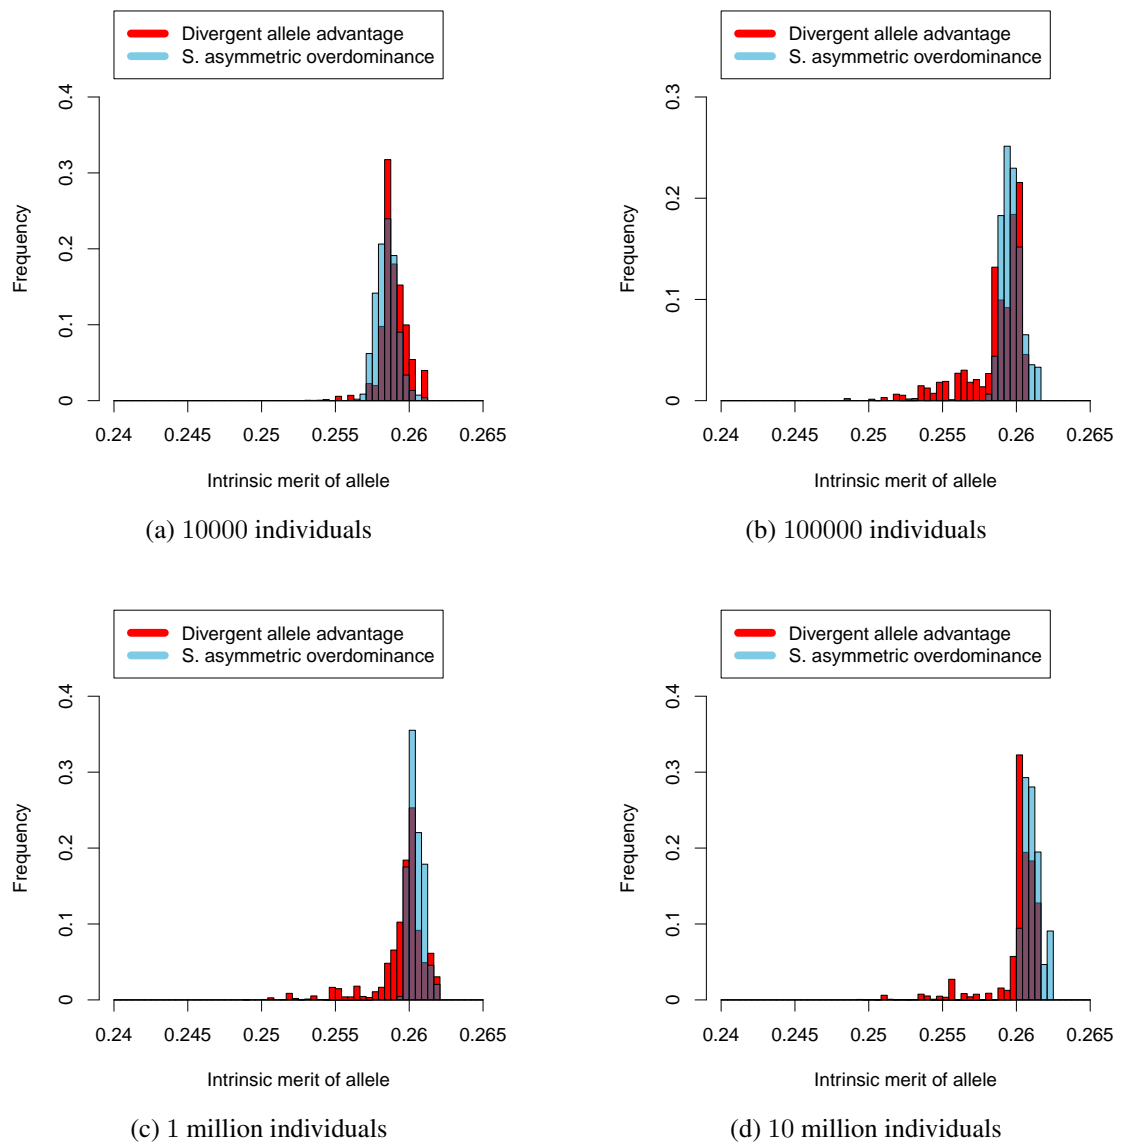 Divergent allele advantage
S. asymmetric overdominance
0.4
0.3
0.2
0.1
0
Frequency
0.24
0.245
0.25
0.255
0.26
0.265
Intrinsic merit of allele
(a) 10000 individuals
Divergent allele advantage
S. asymmetric overdominance
0.3
0.2
0.1
0
Frequency
0.24
0.245
0.25
0.255
0.26
0.265
Intrinsic merit of allele
(b) 100000 individuals
Divergent allele advantage
S. asymmetric overdominance
0.4
0.3
0.2
0.1
0
Frequency
0.24
0.245
0.25
0.255
0.26
0.265
Intrinsic merit of allele
(c) 1 million individuals
Divergent allele advantage
S. asymmetric overdominance
0.4
0.3
0.2
0.1
0
Frequency
0.24
0.245
0.25
0.255
0.26
0.265
Intrinsic merit of allele
(d) 10 million individuals